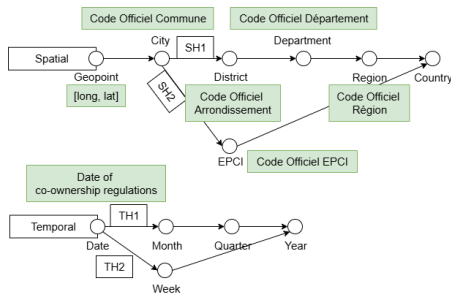 Code Officiel Commune
Code Officiel Département
City
SH1
Department
Spatial
Geopoint
District
Region
Country
[long, lat]
SH2
Code Officiel
Arrondissement
Code Officiel
Règion
EPCI
Code Officiel EPCI
Date of
co-ownership regulations
TH1
Temporal
Date
Month
Quarter
Year
TH2
Week